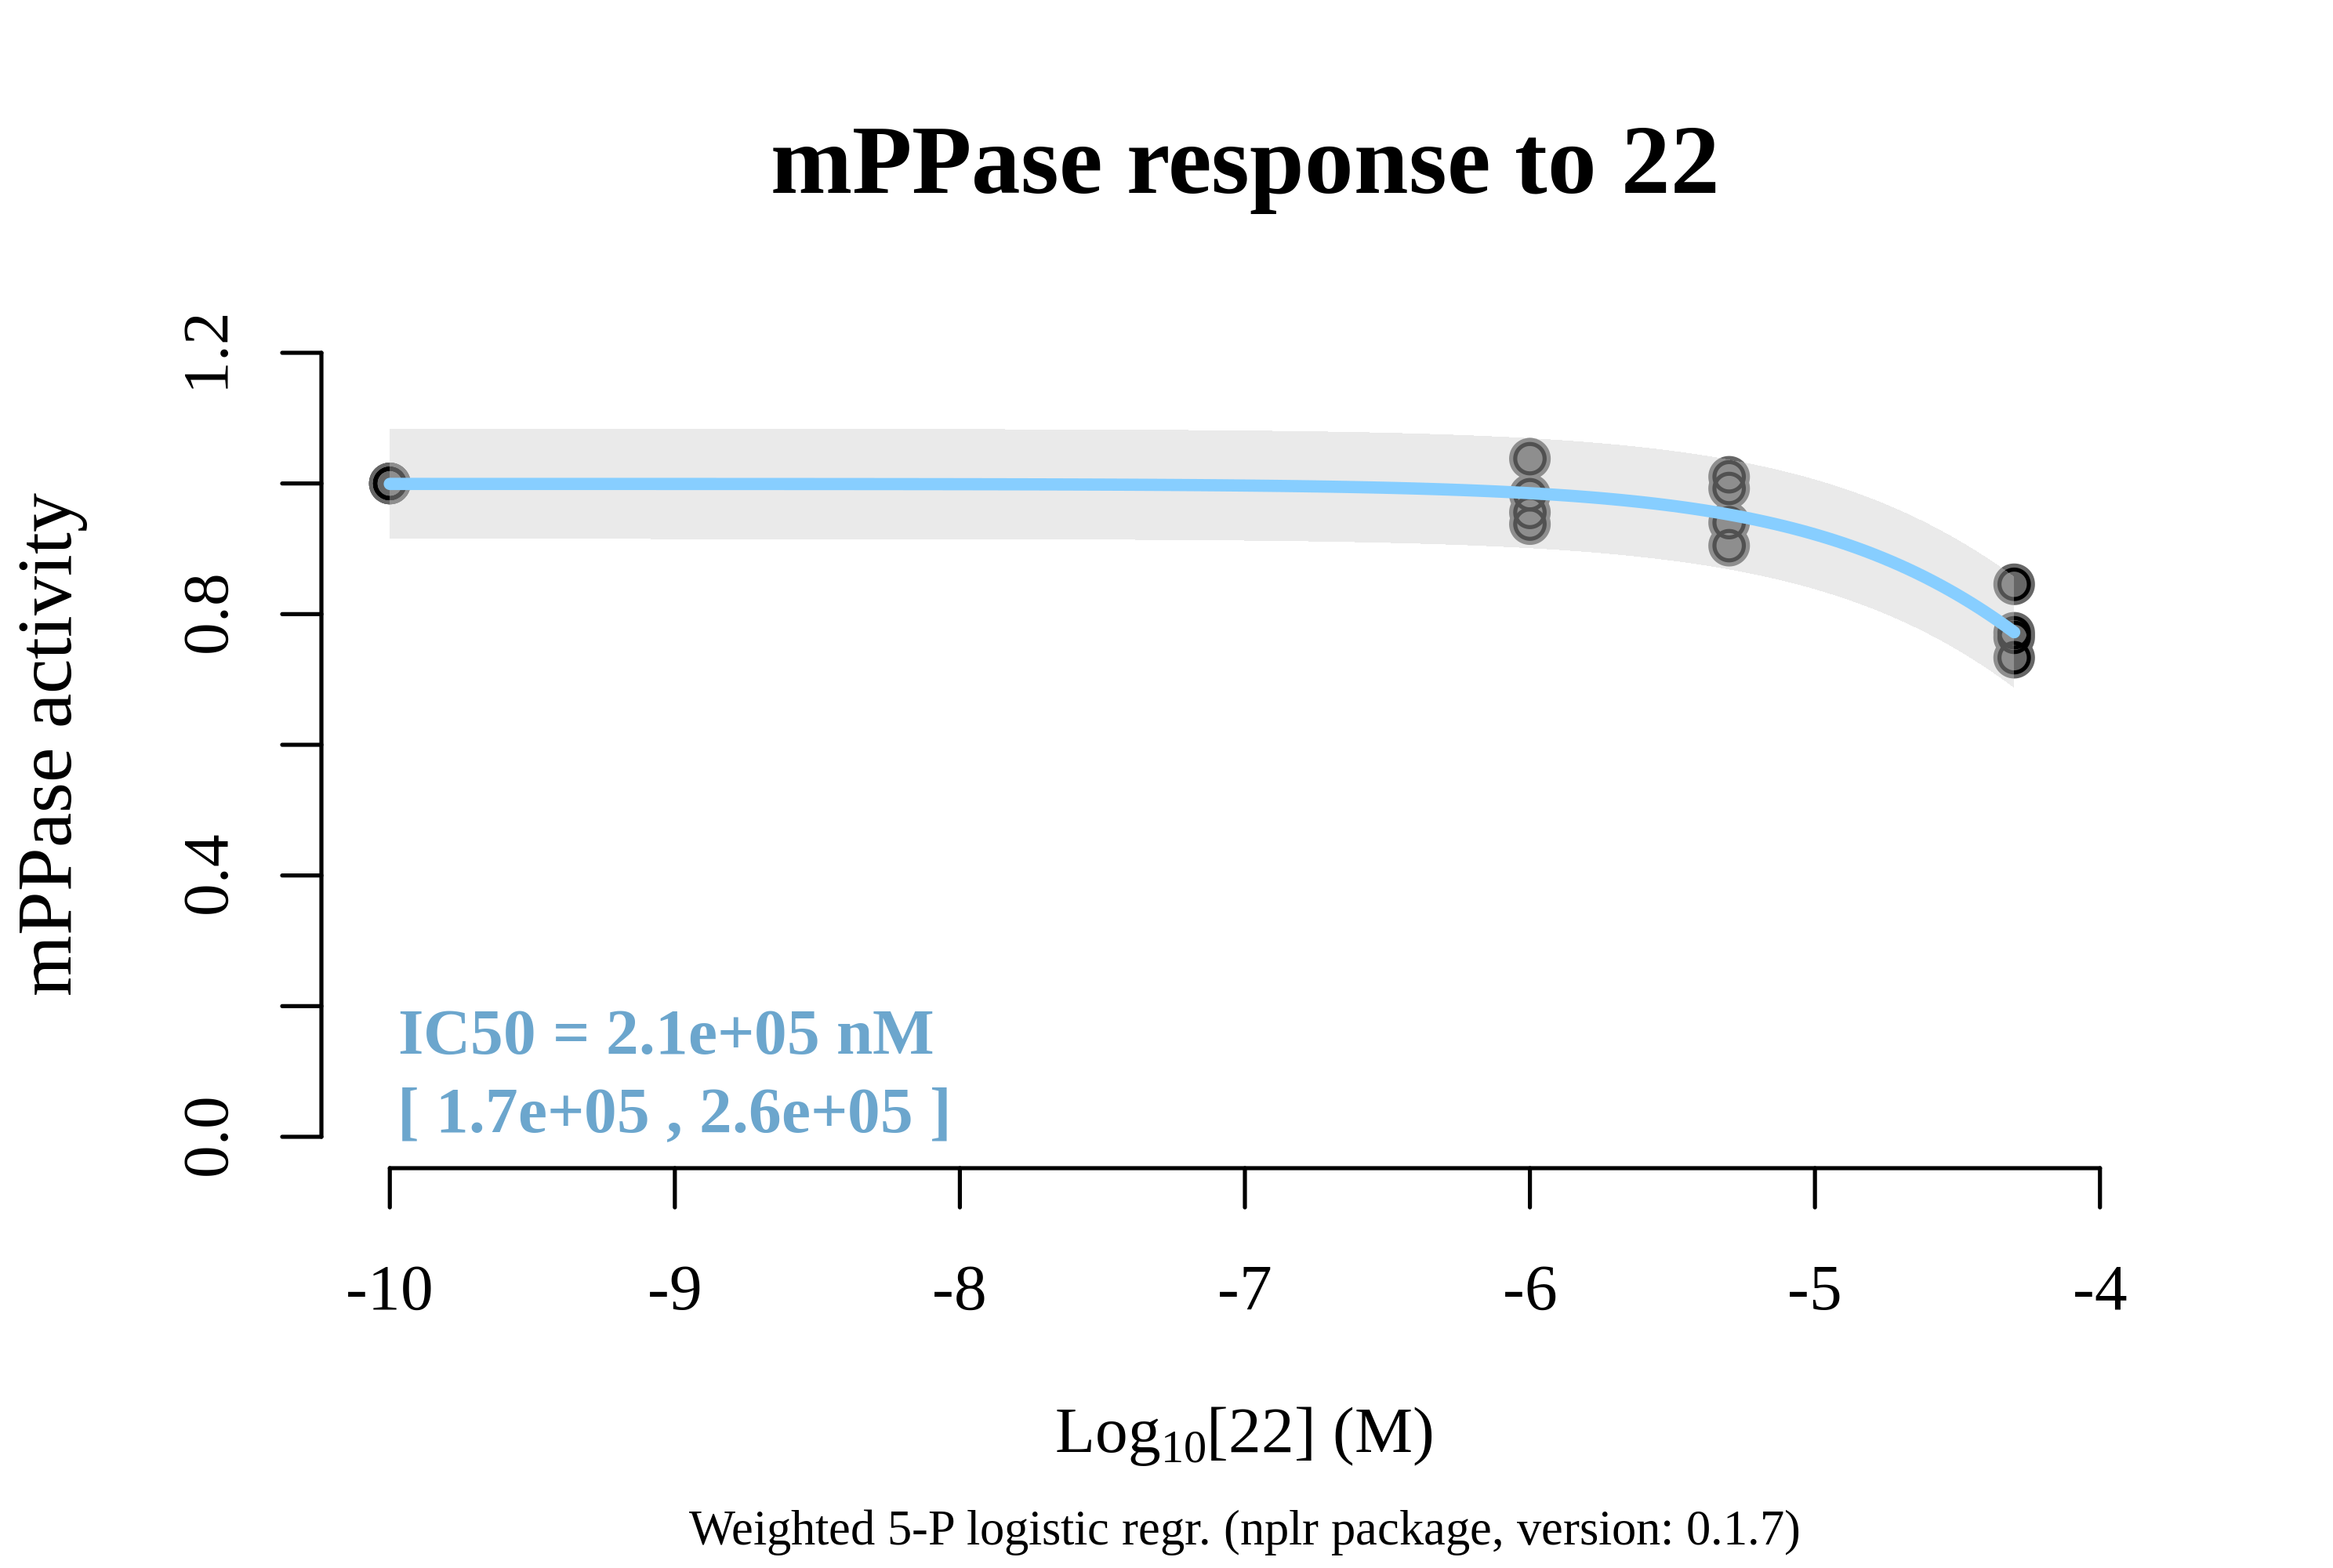 mPPase response to 22
mPPase activity
1.2
0.8
0.4
0.0
IC50 = 2.1e+05 nM
[ 1.7e+05 , 2.6e+05 ]
-10 -9 -8 -7 -6 -5 -4
Log10[22] (M)
Weighted 5-P logistic regr. (nplr package, version: 0.1.7)